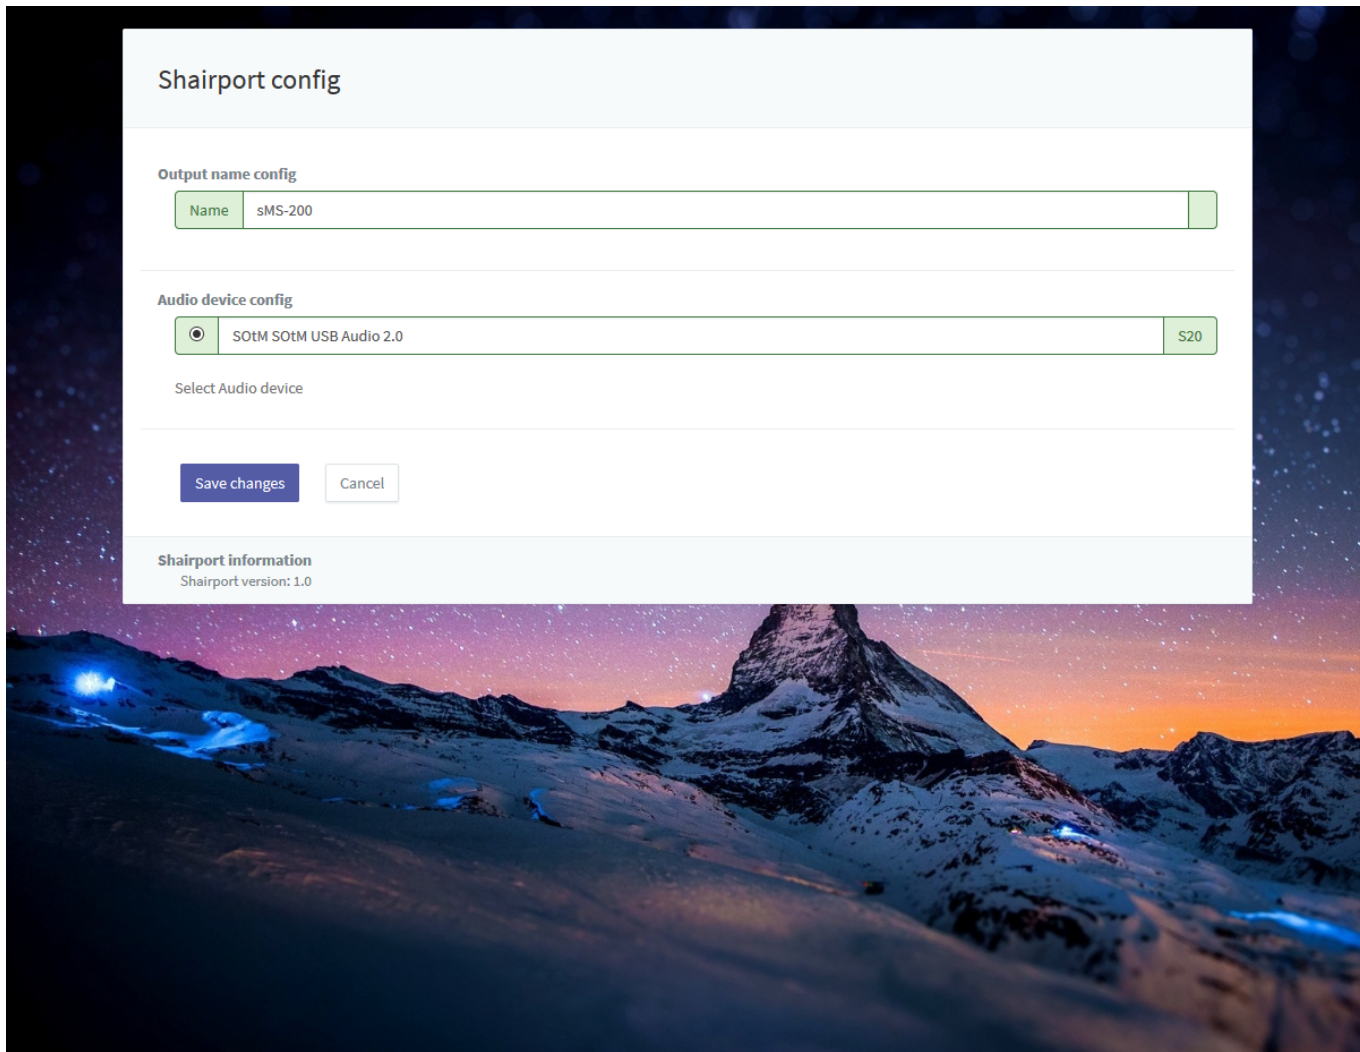 Shairport config
Output name config
Name sMS-200
Audio device config
SOtM SOtM USB Audio 2.0 S20
Select Audio device
Save changes Cancel
Shairport information
Shairport version: 1.0